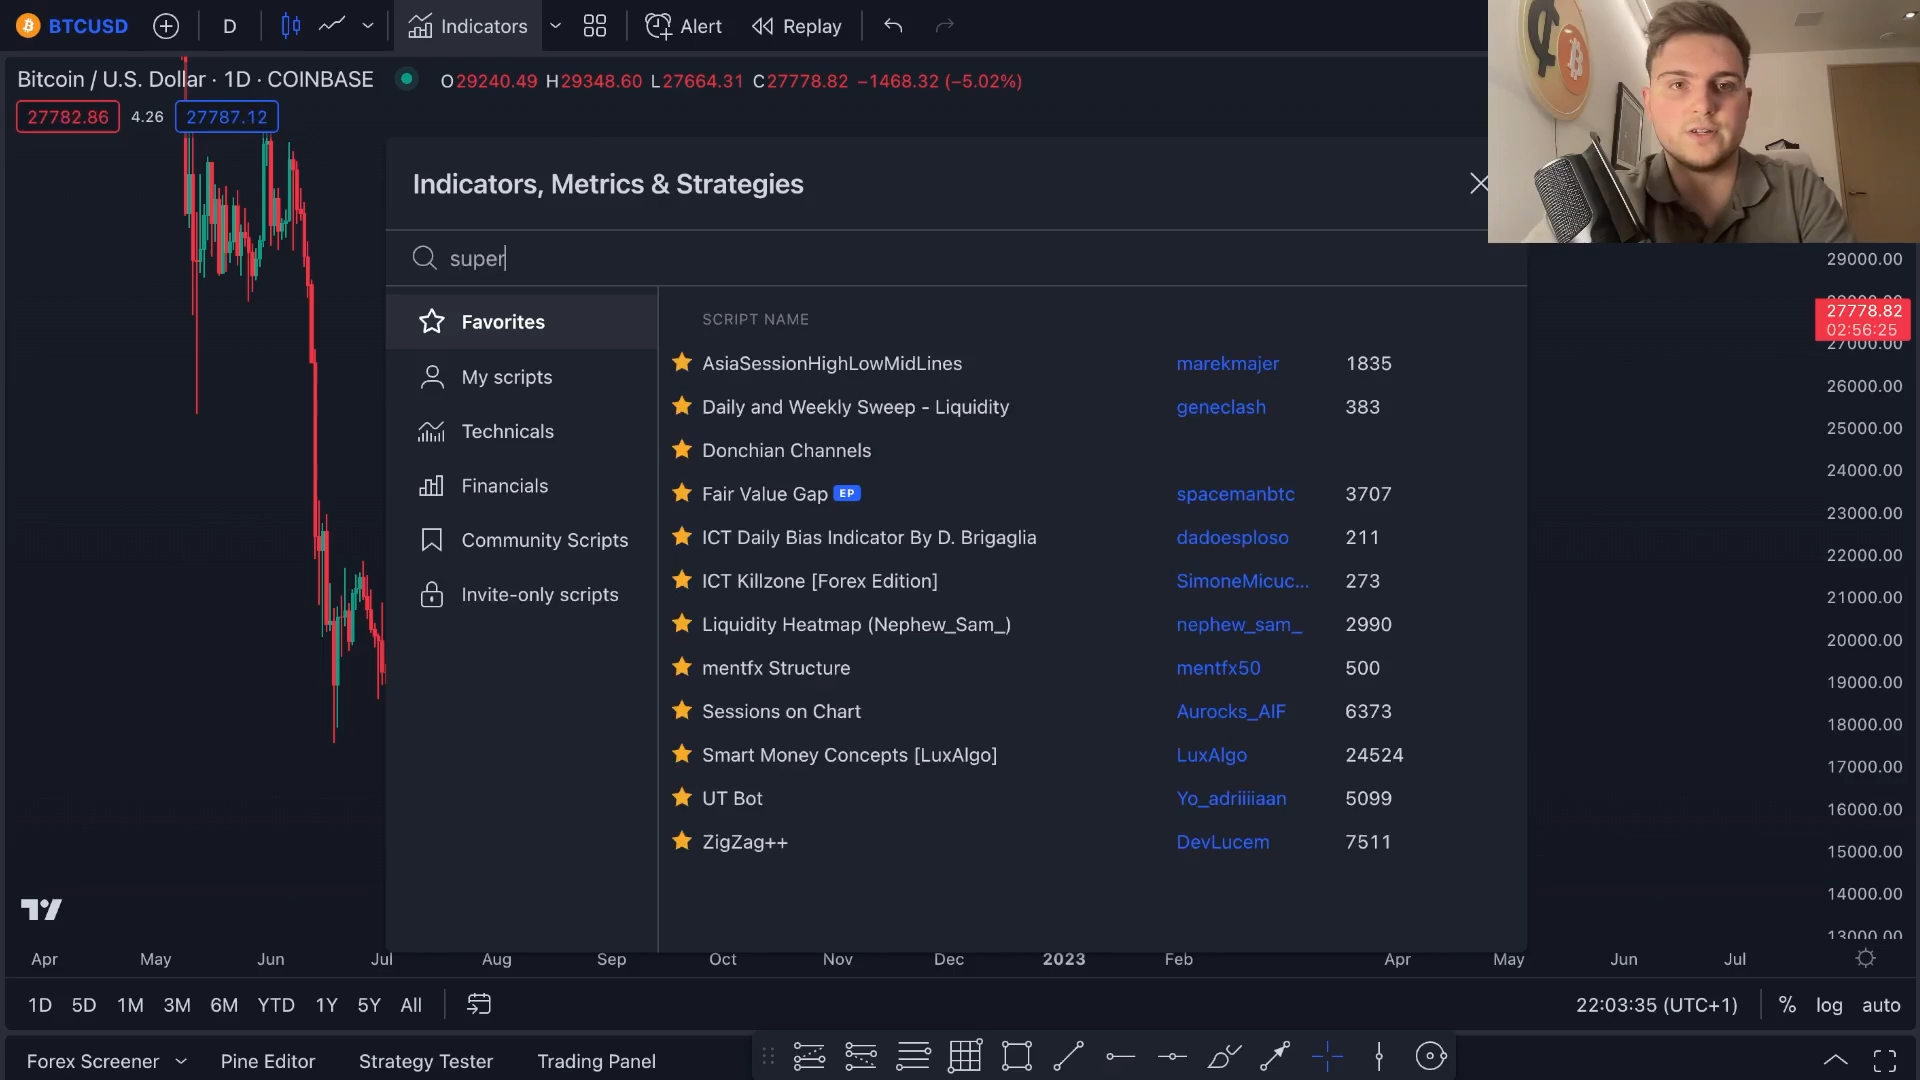 BTCUSD D Indicators Alert Replay
Bitcoin / U.S. Dollar · 1D · COINBASE O29240.49 H29348.60 L27664.31 C27778.82 −1468.32 (−5.02%)
27782.86 4.26 27787.12
Indicators, Metrics & Strategies
super
Favorites
My scripts
Technicals
Financials
Community Scripts
Invite-only scripts
SCRIPT NAME
AsiaSessionHighLowMidLines marekmajer 1835
Daily and Weekly Sweep - Liquidity geneclash 383
Donchian Channels
Fair Value Gap EP spacemanbtc 3707
ICT Daily Bias Indicator By D. Brigaglia dadoesploso 211
ICT Killzone [Forex Edition] SimoneMicuc... 273
Liquidity Heatmap (Nephew_Sam_) nephew_sam_ 2990
mentfx Structure mentfx50 500
Sessions on Chart Aurocks_AIF 6373
Smart Money Concepts [LuxAlgo] LuxAlgo 24524
UT Bot Yo_adriiiiaan 5099
ZigZag++ DevLucem 7511
29000.00
27778.82
02:56:25
27000.00
26000.00
25000.00
24000.00
23000.00
22000.00
21000.00
20000.00
19000.00
18000.00
17000.00
16000.00
15000.00
14000.00
13000.00
Apr May Jun Jul Aug Sep Oct Nov Dec 2023 Feb Apr May Jun Jul
1D 5D 1M 3M 6M YTD 1Y 5Y All 22:03:35 (UTC+1) % log auto
Forex Screener Pine Editor Strategy Tester Trading Panel